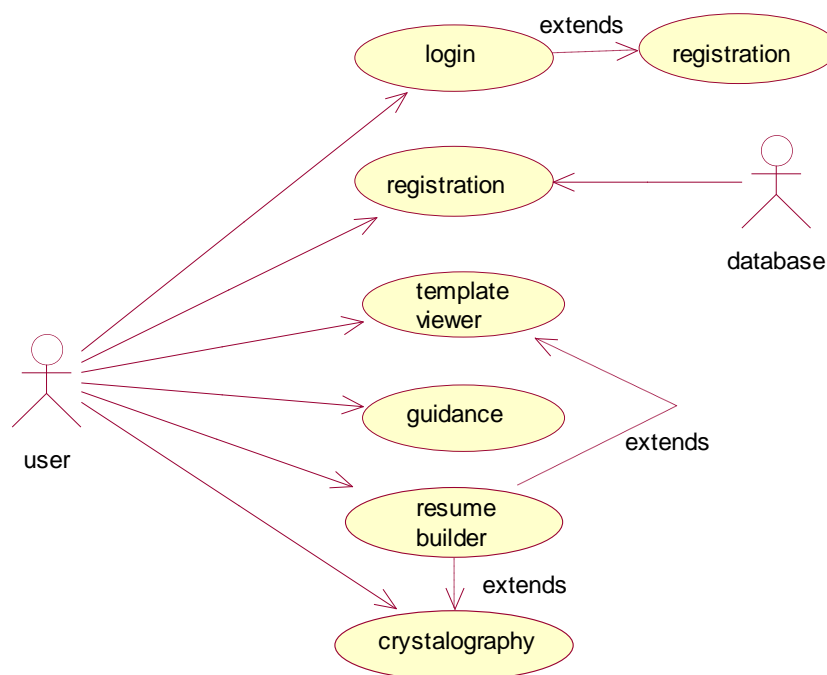 extends
login
registration
registration
database
template
viewer
guidance
extends
user
resume
builder
extends
crystalography